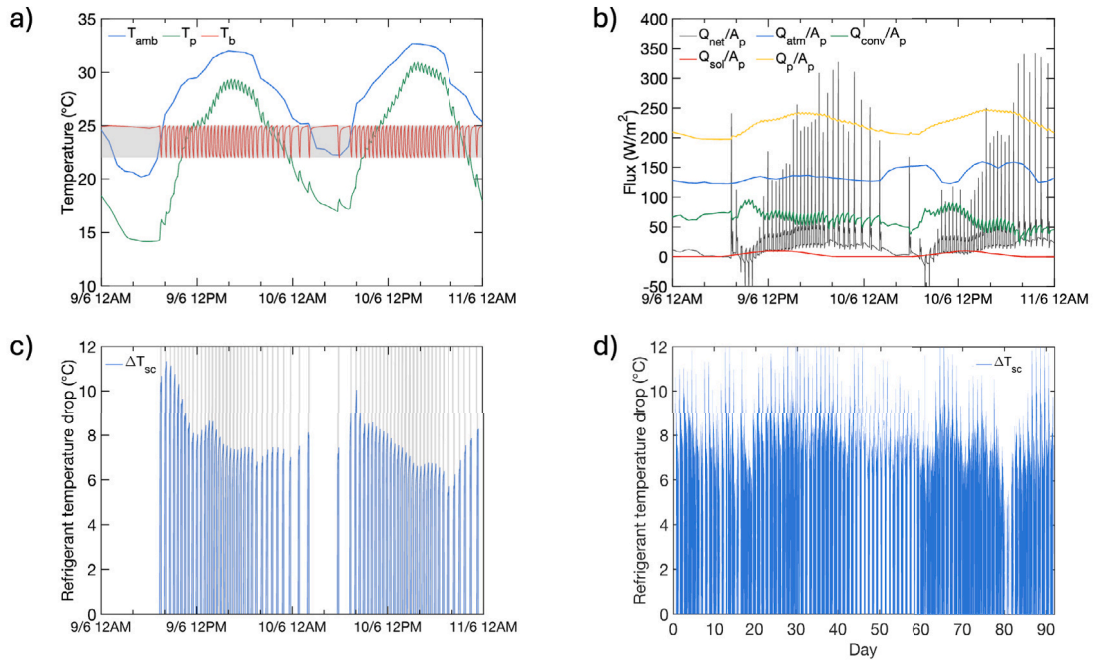 a)
35
T_amb T_p T_b
30
25
20
15
10
Temperature (°C)
9/6 12AM 9/6 12PM 10/6 12AM 10/6 12PM 11/6 12AM
b)
400
Q_net/A_p Q_atm/A_p Q_conv/A_p
350
Q_sol/A_p Q_p/A_p
300
250
200
150
100
50
0
-50
Flux (W/m²)
9/6 12AM 9/6 12PM 10/6 12AM 10/6 12PM 11/6 12AM
c)
12
ΔT_sc
10
8
6
4
2
0
Refrigerant temperature drop (°C)
9/6 12AM 9/6 12PM 10/6 12AM 10/6 12PM 11/6 12AM
d)
12
ΔT_sc
10
8
6
4
2
0
Refrigerant temperature drop (°C)
0 10 20 30 40 50 60 70 80 90
Day